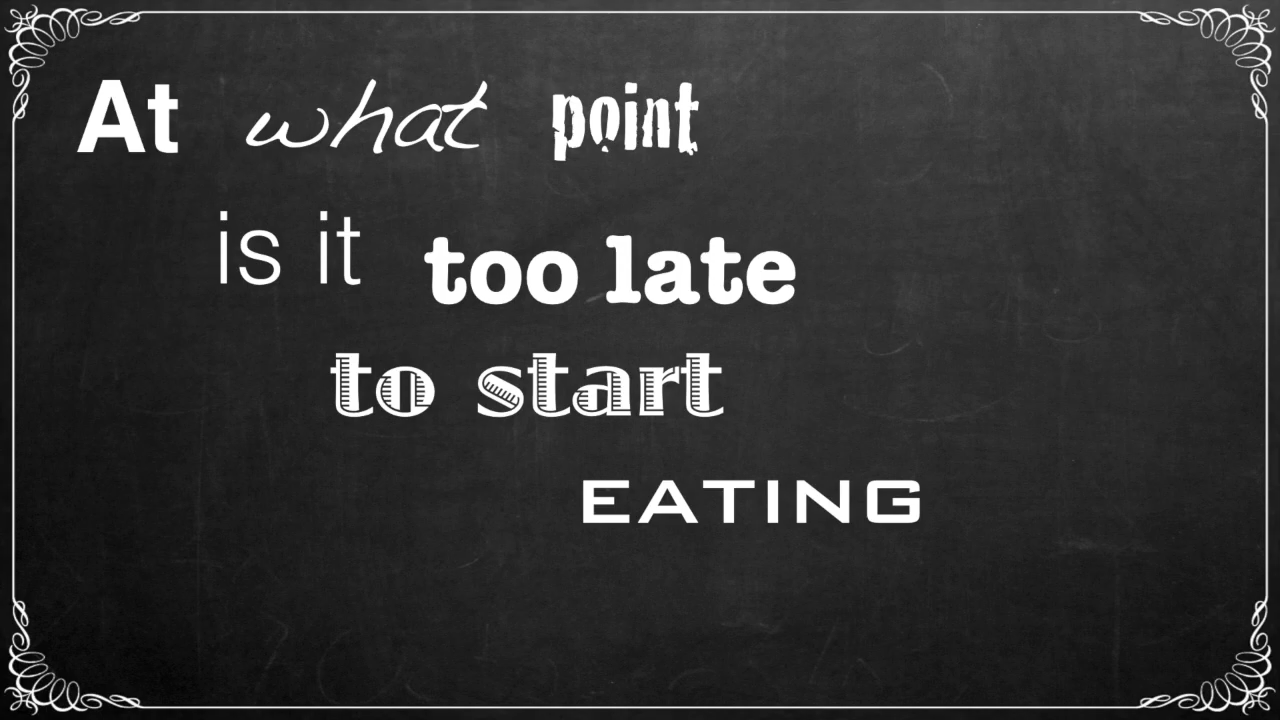 At what point
is it too late
to start
EATING